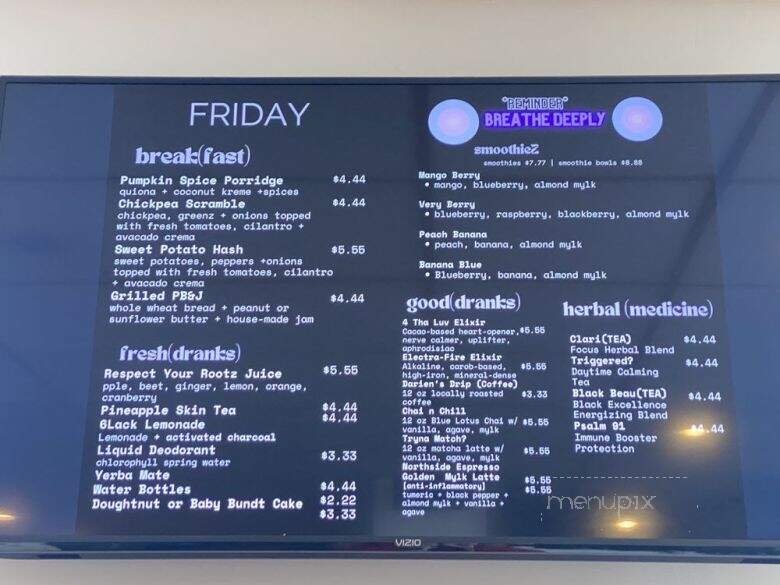 FRIDAY
break(fast)
Pumpkin Spice Porridge $4.44
quiona + coconut kreme +spices
Chickpea Scramble $4.44
chickpea, greenz + onions topped
with fresh tomatoes, cilantro +
avacado crema
Sweet Potato Hash $5.55
sweet potatoes, peppers +onions
topped with fresh tomatoes, cilantro
+ avacado crema
Grilled PB&J $4.44
whole wheat bread + peanut or
sunflower butter + house-made jam
fresh(dranks)
Respect Your Rootz Juice $5.55
pple, beet, ginger, lemon, orange,
cranberry
Pineapple Skin Tea $4.44
6Lack Lemonade $4.44
Lemonade + activated charcoal
Liquid Deodorant $3.33
chlorophyll spring water
Yerba Mate
Water Bottles $4.44
Doughtnut or Baby Bundt Cake $2.22
$3.33
*REMINDER*
BREATHE DEEPLY
smoothieZ
smoothies $7.77 | smoothie bowls $8.88
Mango Berry
• mango, blueberry, almond mylk
Very Berry
• blueberry, raspberry, blackberry, almond mylk
Peach Banana
• peach, banana, almond mylk
Banana Blue
• Blueberry, banana, almond mylk
good(dranks)
4 Tha Luv Elixir
Cacao-based heart-opener, $5.55
nerve calmer, uplifter,
aphrodisiac
Electra-Fire Elixir
Alkaline, carob-based, $5.55
high-iron, mineral-dense
Darien's Drip (Coffee)
12 oz locally roasted $3.33
coffee
Chai n Chill
12 oz Blue Lotus Chai w/ $5.55
vanilla, agave, mylk
Tryna Match?
12 oz matcha latte w/ $5.55
vanilla, agave, mylk
Northside Espresso
Golden Mylk Latte $5.55
[anti-inflammatory] $5.55
tumeric + black pepper +
almond mylk + vanilla +
agave
herbal (medicine)
Clari(TEA) $4.44
Focus Herbal Blend
Triggered? $4.44
Daytime Calming
Tea
Black Beau(TEA) $4.44
Black Excellence
Energizing Blend
Psalm 91 $4.44
Immune Booster
Protection
menupix
VIZIO